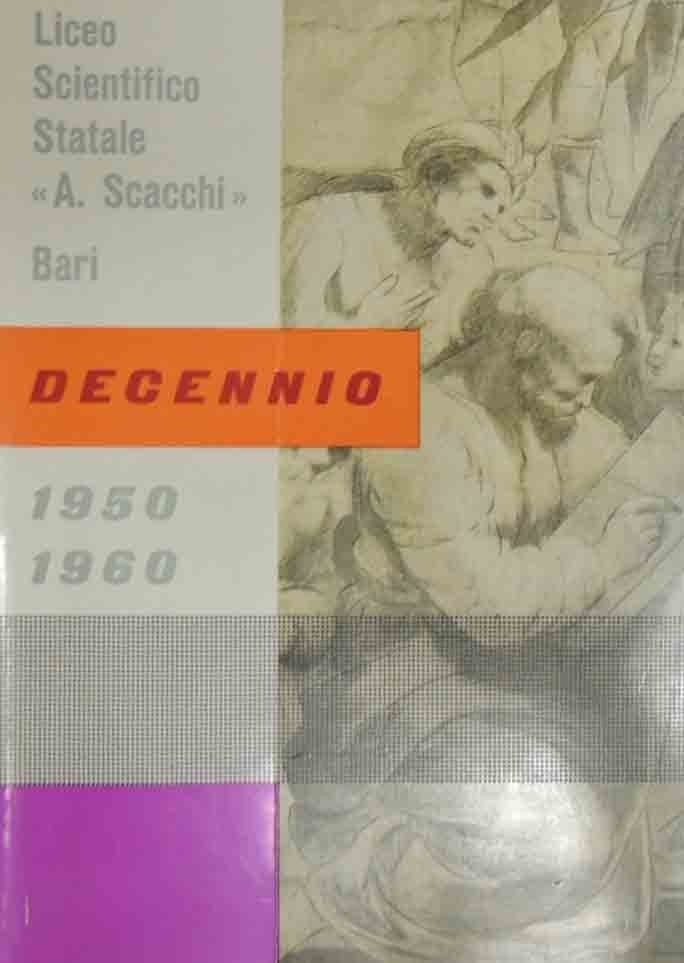 Liceo
Scientifico
Statale
«A. Scacchi»
Bari
DECENNIO
1950
1960